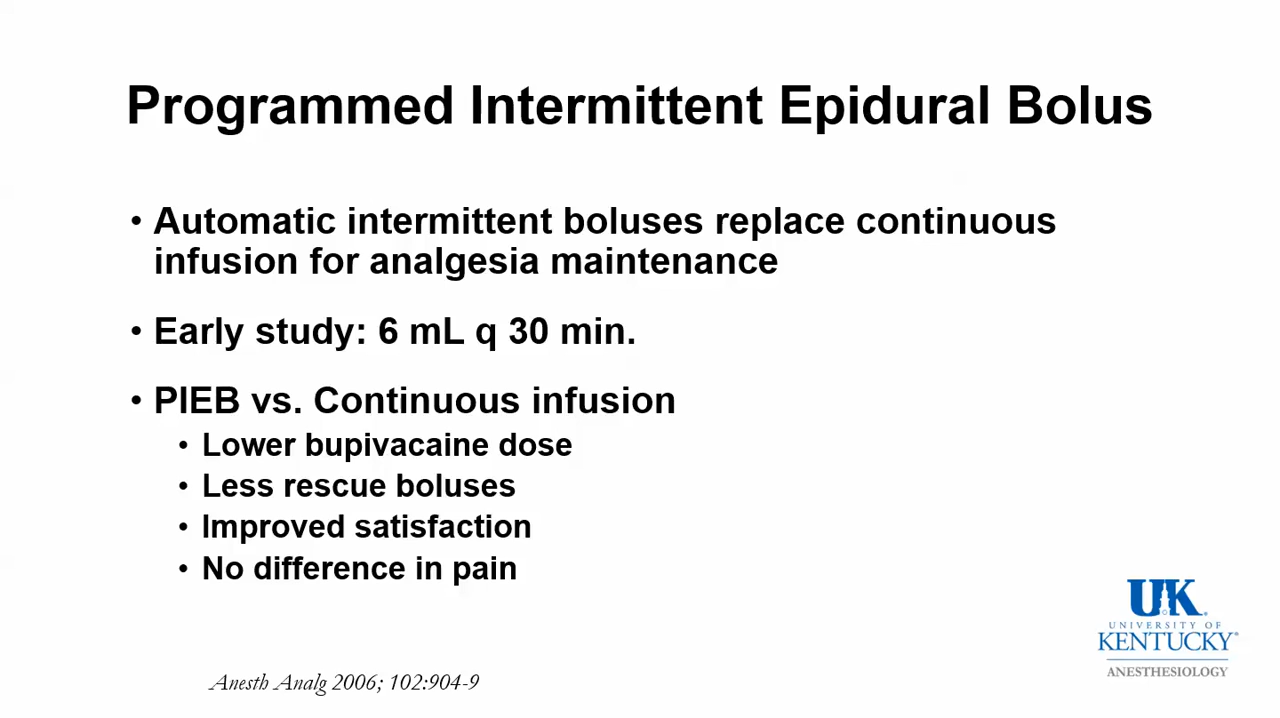 Programmed Intermittent Epidural Bolus
• Automatic intermittent boluses replace continuous
infusion for analgesia maintenance
• Early study: 6 mL q 30 min.
• PIEB vs. Continuous infusion
• Lower bupivacaine dose
• Less rescue boluses
• Improved satisfaction
• No difference in pain
UK
UNIVERSITY OF
KENTUCKY®
ANESTHESIOLOGY
Anesth Analg 2006; 102:904-9